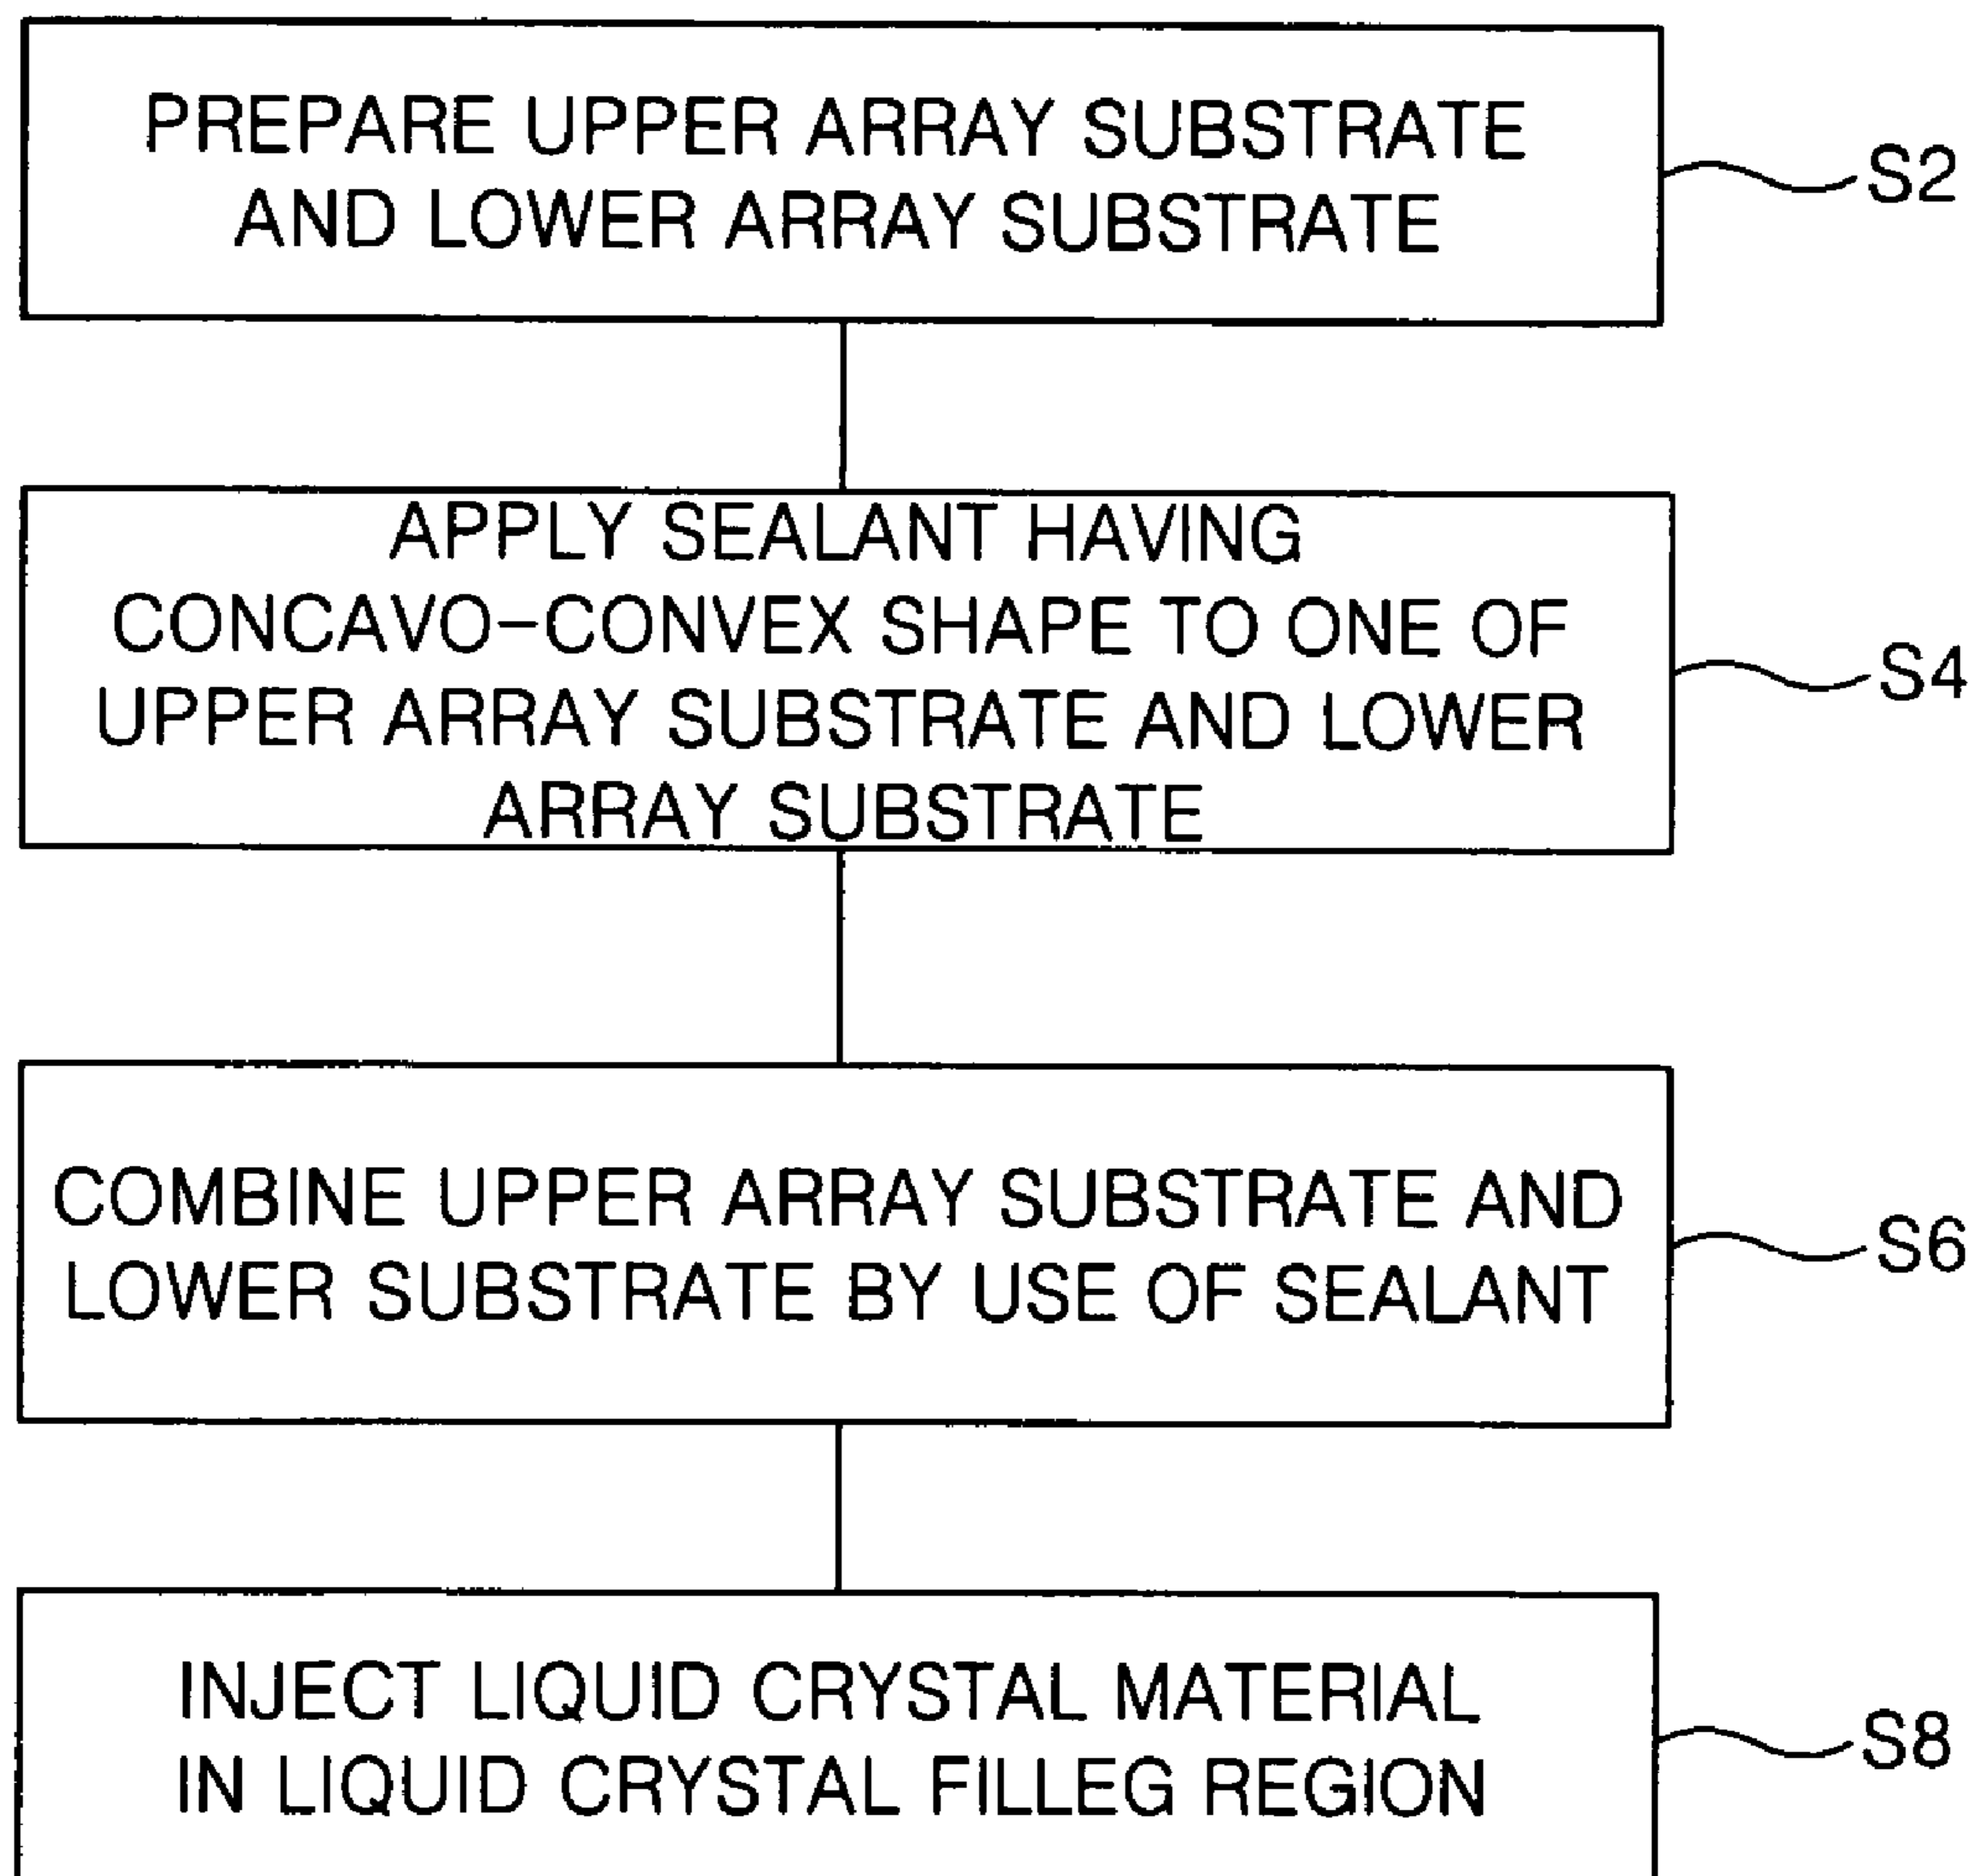 PREPARE UPPER ARRAY SUBSTRATE
AND LOWER ARRAY SUBSTRATE
S2
APPLY SEALANT HAVING
CONCAVO-CONVEX SHAPE TO ONE OF
UPPER ARRAY SUBSTRATE AND LOWER
ARRAY SUBSTRATE
S4
COMBINE UPPER ARRAY SUBSTRATE AND
LOWER SUBSTRATE BY USE OF SEALANT
S6
INJECT LIQUID CRYSTAL MATERIAL
IN LIQUID CRYSTAL FILLEG REGION
S8